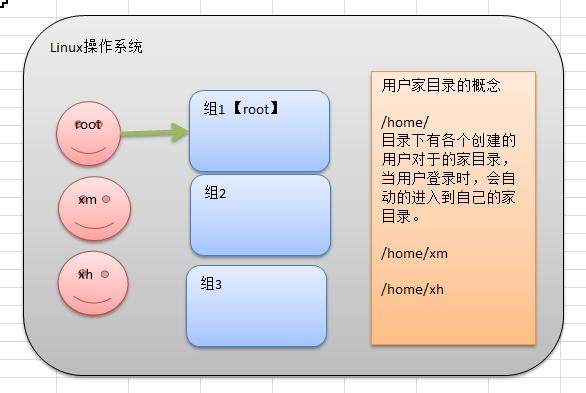 Linux操作系统
root
xm
xh
组1【root】
组2
组3
用户家目录的概念
/home/
目录下有各个创建的
用户对于的家目录，
当用户登录时，会自
动的进入到自己的家
目录。
/home/xm
/home/xh